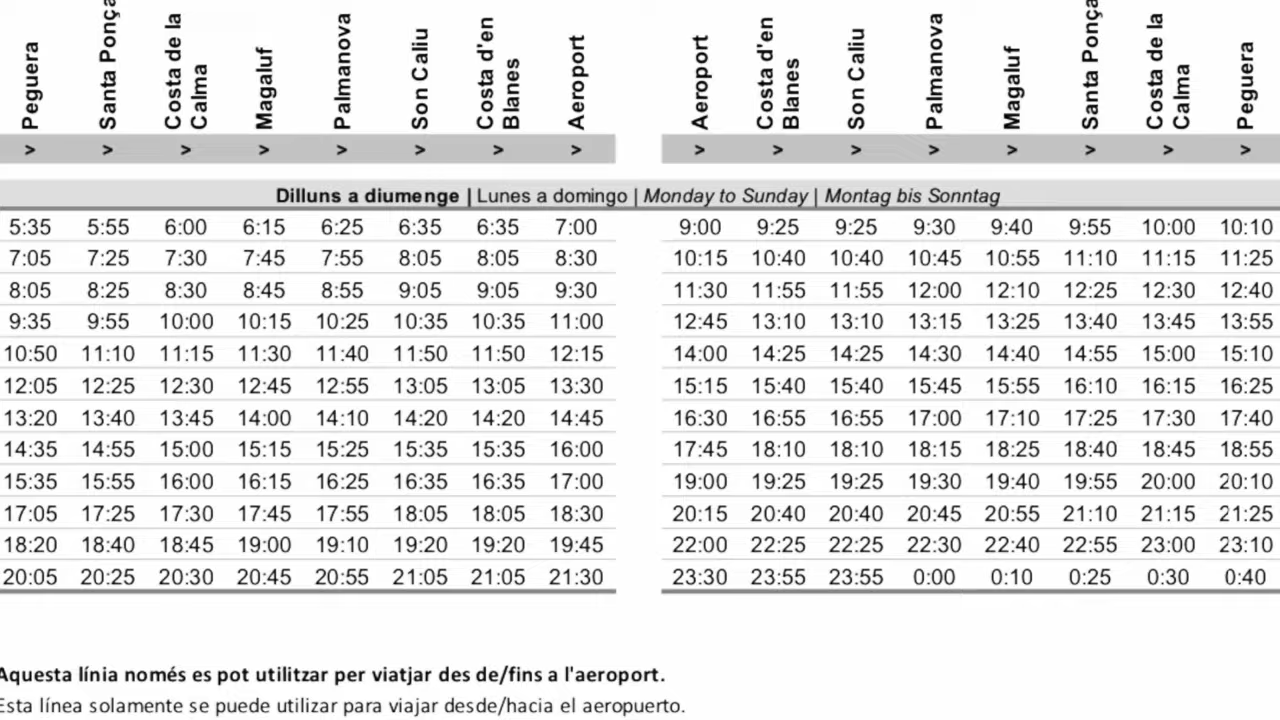 Peguera Santa Ponça Costa de la Calma Magaluf Palmanova Son Caliu Costa d'en Blanes Aeroport Aeroport Costa d'en Blanes Son Caliu Palmanova Magaluf Santa Ponça Costa de la Calma Peguera
> > > > > > > > > > > > > > > >
Dilluns a diumenge | Lunes a domingo | Monday to Sunday | Montag bis Sonntag
5:35 5:55 6:00 6:15 6:25 6:35 6:35 7:00 9:00 9:25 9:25 9:30 9:40 9:55 10:00 10:10
7:05 7:25 7:30 7:45 7:55 8:05 8:05 8:30 10:15 10:40 10:40 10:45 10:55 11:10 11:15 11:25
8:05 8:25 8:30 8:45 8:55 9:05 9:05 9:30 11:30 11:55 11:55 12:00 12:10 12:25 12:30 12:40
9:35 9:55 10:00 10:15 10:25 10:35 10:35 11:00 12:45 13:10 13:10 13:15 13:25 13:40 13:45 13:55
10:50 11:10 11:15 11:30 11:40 11:50 11:50 12:15 14:00 14:25 14:25 14:30 14:40 14:55 15:00 15:10
12:05 12:25 12:30 12:45 12:55 13:05 13:05 13:30 15:15 15:40 15:40 15:45 15:55 16:10 16:15 16:25
13:20 13:40 13:45 14:00 14:10 14:20 14:20 14:45 16:30 16:55 16:55 17:00 17:10 17:25 17:30 17:40
14:35 14:55 15:00 15:15 15:25 15:35 15:35 16:00 17:45 18:10 18:10 18:15 18:25 18:40 18:45 18:55
15:35 15:55 16:00 16:15 16:25 16:35 16:35 17:00 19:00 19:25 19:25 19:30 19:40 19:55 20:00 20:10
17:05 17:25 17:30 17:45 17:55 18:05 18:05 18:30 20:15 20:40 20:40 20:45 20:55 21:10 21:15 21:25
18:20 18:40 18:45 19:00 19:10 19:20 19:20 19:45 22:00 22:25 22:25 22:30 22:40 22:55 23:00 23:10
20:05 20:25 20:30 20:45 20:55 21:05 21:05 21:30 23:30 23:55 23:55 0:00 0:10 0:25 0:30 0:40
Aquesta línia només es pot utilitzar per viatjar des de/fins a l'aeroport.
Esta línea solamente se puede utilizar para viajar desde/hacia el aeropuerto.